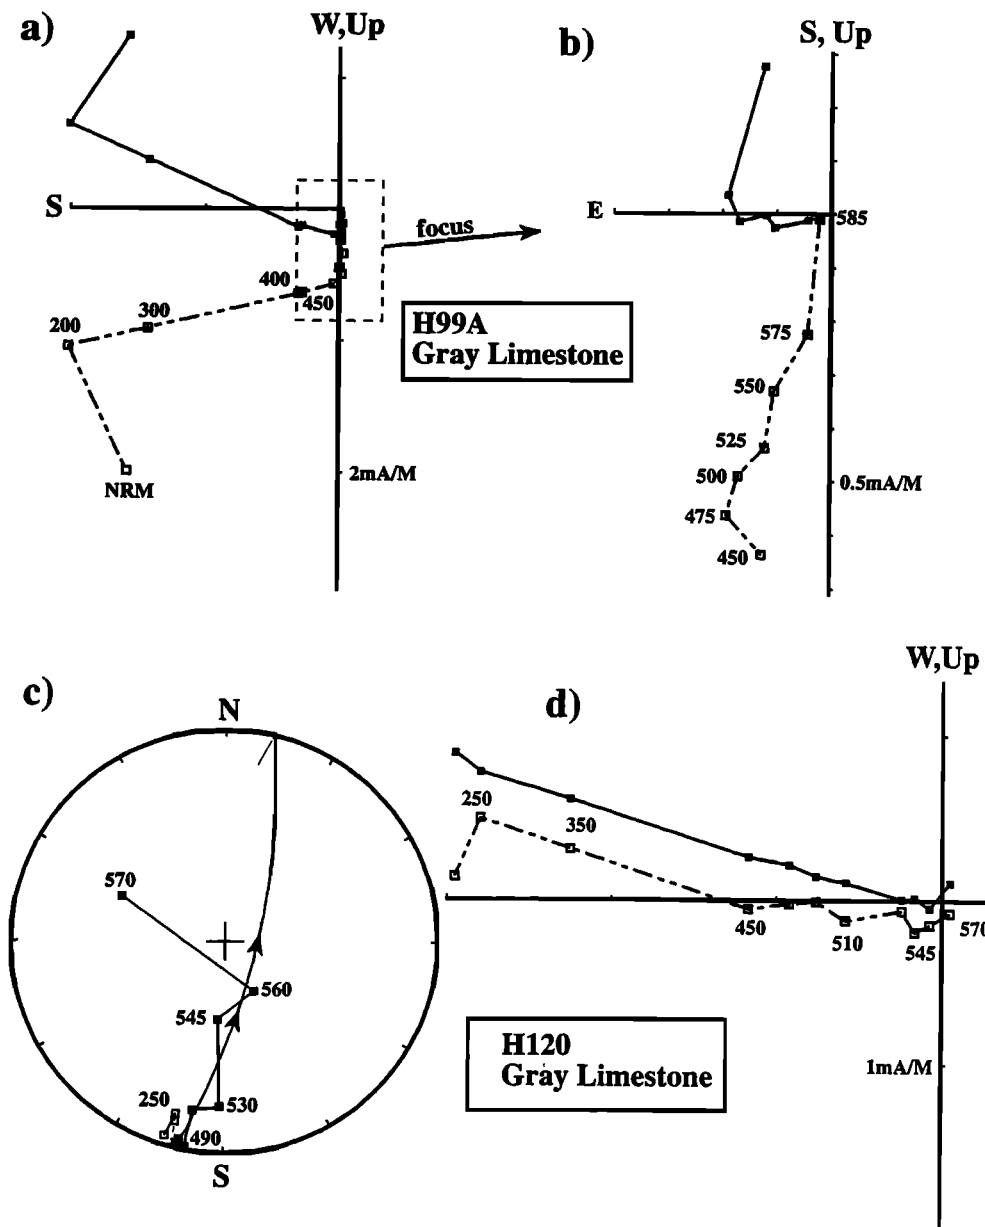 a)
W,Up
S
400
450
300
200
NRM
2mA/M
focus
H99A
Gray Limestone
b)
S, Up
E
585
575
550
525
500
475
450
0.5mA/M
c)
N
570
560
545
530
250
490
S
d)
W,Up
250
350
450
510
545
570
1mA/M
H120
Gray Limestone